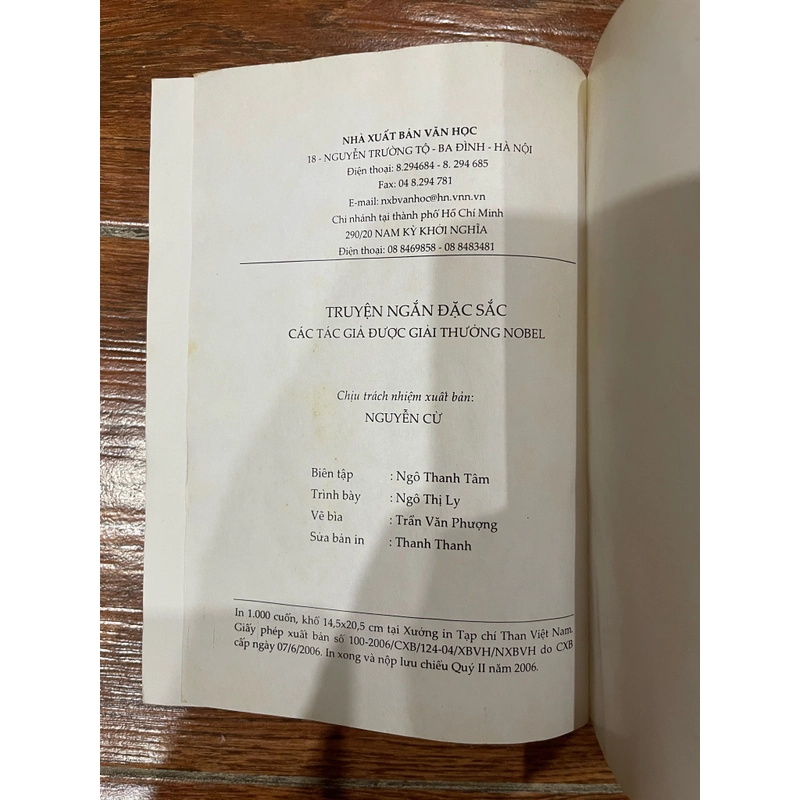 NHÀ XUẤT BẢN VĂN HỌC
18 - NGUYỄN TRƯỜNG TỘ - BA ĐÌNH - HÀ NỘI
Điện thoại: 8.294684 - 8. 294 685
Fax: 04 8.294 781
E-mail: nxbvanhoc@hn.vnn.vn
Chi nhánh tại thành phố Hồ Chí Minh
290/20 NAM KỲ KHỞI NGHĨA
Điện thoại: 08 8469858 - 08 8483481
TRUYỆN NGẮN ĐẶC SẮC
CÁC TÁC GIẢ ĐƯỢC GIẢI THƯỞNG NOBEL
Chịu trách nhiệm xuất bản:
NGUYỄN CỪ
Biên tập : Ngô Thanh Tâm
Trình bày : Ngô Thị Ly
Vẽ bìa : Trần Văn Phượng
Sửa bản in : Thanh Thanh
In 1.000 cuốn, khổ 14,5x20,5 cm tại Xưởng in Tạp chí Than Việt Nam.
Giấy phép xuất bản số 100-2006/CXB/124-04/XBVH/NXBVH do CXB
cấp ngày 07/6/2006. In xong và nộp lưu chiểu Quý II năm 2006.